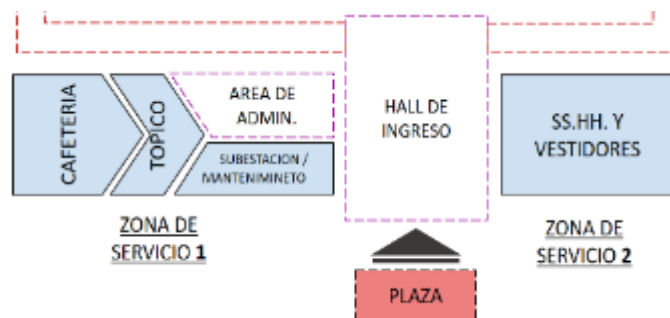 CAFETERIA
TOPICO
AREA DE
ADMIN.
SUBESTACION /
MANTENIMINETO
ZONA DE
SERVICIO 1
HALL DE
INGRESO
PLAZA
SS.HH. Y
VESTIDORES
ZONA DE
SERVICIO 2